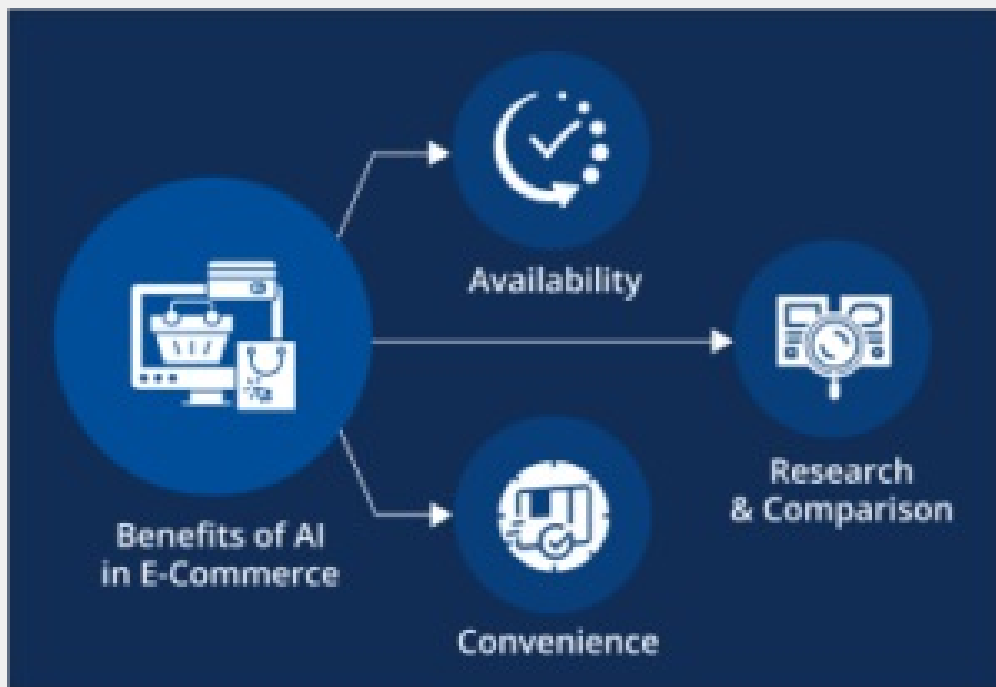 Availability
Research
& Comparison
Benefits of AI
in E-Commerce
Convenience